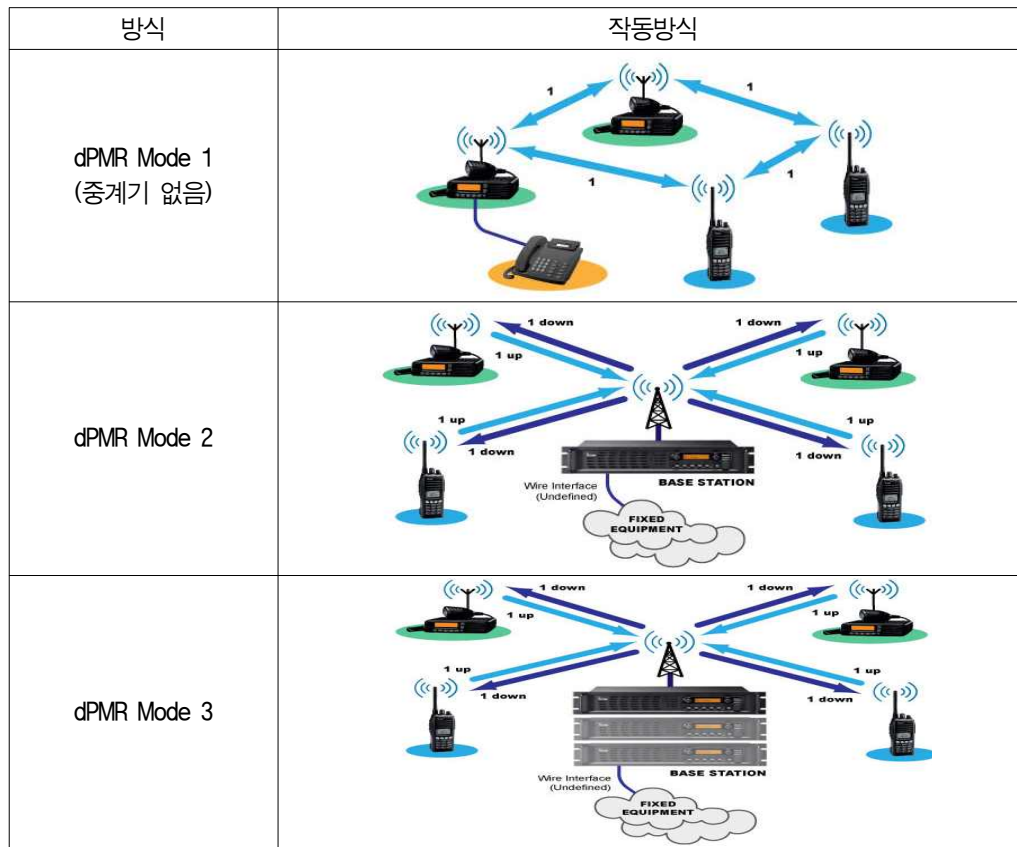 방식
작동방식
dPMR Mode 1
(중계기 없음)
1
1
1
1
dPMR Mode 2
1 down
1 down
1 up
1 up
1 up
1 up
1 down
1 down
BASE STATION
Wire Interface
(Undefined)
FIXED
EQUIPMENT
dPMR Mode 3
1 down
1 down
1 up
1 up
1 up
1 up
1 down
1 down
BASE STATION
Wire Interface
(Undefined)
FIXED
EQUIPMENT